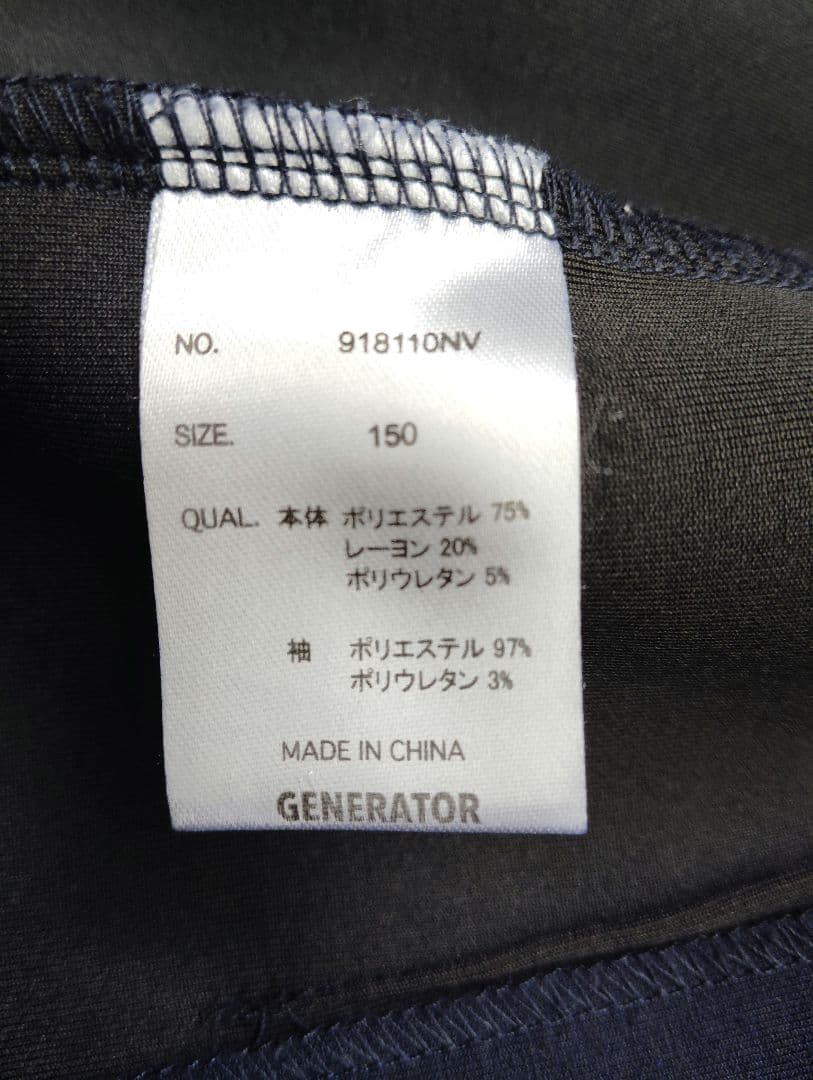 NO. 918110NV
SIZE. 150
QUAL. 本体 ポリエステル 75%
レーヨン 20%
ポリウレタン 5%
袖 ポリエステル 97%
ポリウレタン 3%
MADE IN CHINA
GENERATOR